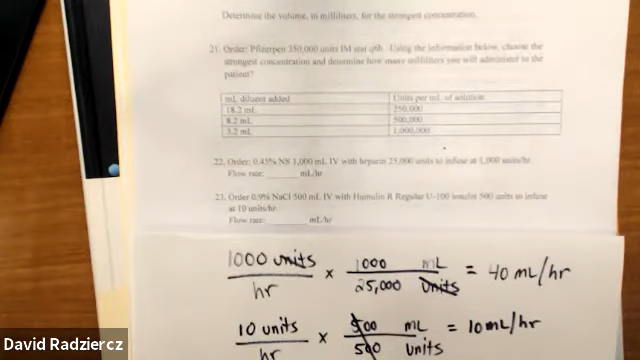 Determine the volume, in milliliters, for the strongest concentration.
21. Order: Pfizerpen 350,000 units IM stat q6h. Using the information below, choose the
strongest concentration and determine how many milliliters you will administer to the
patient?
mL diluent added Units per mL of solution
18.2 mL 250,000
8.2 mL 500,000
3.2 mL 1,000,000
22. Order: 0.45% NS 1,000 mL IV with heparin 25,000 units to infuse at 1,000 units/hr.
Flow rate: ______ mL/hr
23. Order 0.9% NaCl 500 mL IV with Humulin R Regular U-100 insulin 500 units to infuse
at 10 units/hr.
Flow rate: ______ mL/hr
1000 units / hr × 1000 mL / 25,000 units = 40 mL/hr
10 units / hr × 500 mL / 500 units = 10 mL/hr
David Radziercz